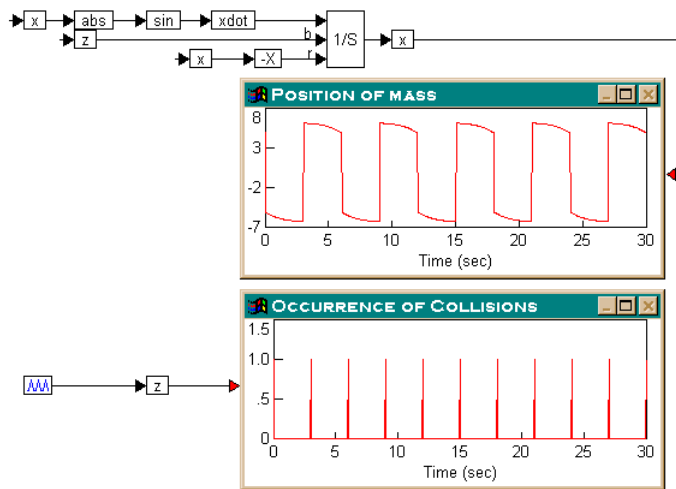 x abs sin xdot
z b 1/S x
x -X r
POSITION OF MASS
8
3
-2
-7
0 5 10 15 20 25 30
Time (sec)
OCCURRENCE OF COLLISIONS
1.5
1.0
.5
0
0 5 10 15 20 25 30
Time (sec)
z